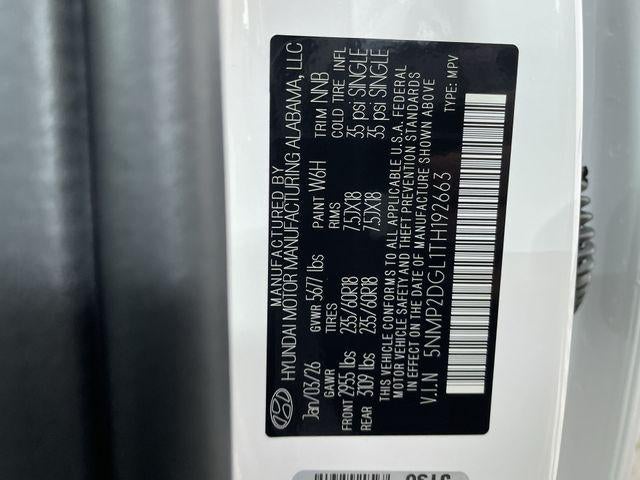 MANUFACTURED BY
HYUNDAI MOTOR MANUFACTURING ALABAMA, LLC
Jan/03/26 GVWR 5677 lbs PAINT W6H TRIM NNB
GAWR TIRES RIMS COLD TIRE INFL
FRONT 2955 lbs 235/60R18 7.5JX18 35 psi SINGLE
REAR 3109 lbs 235/60R18 7.5JX18 35 psi SINGLE
THIS VEHICLE CONFORMS TO ALL APPLICABLE U.S.A. FEDERAL
MOTOR VEHICLE SAFETY AND THEFT PREVENTION STANDARDS
IN EFFECT ON THE DATE OF MANUFACTURE SHOWN ABOVE
V.I.N 5NMP2DGL1TH192663 TYPE: MPV